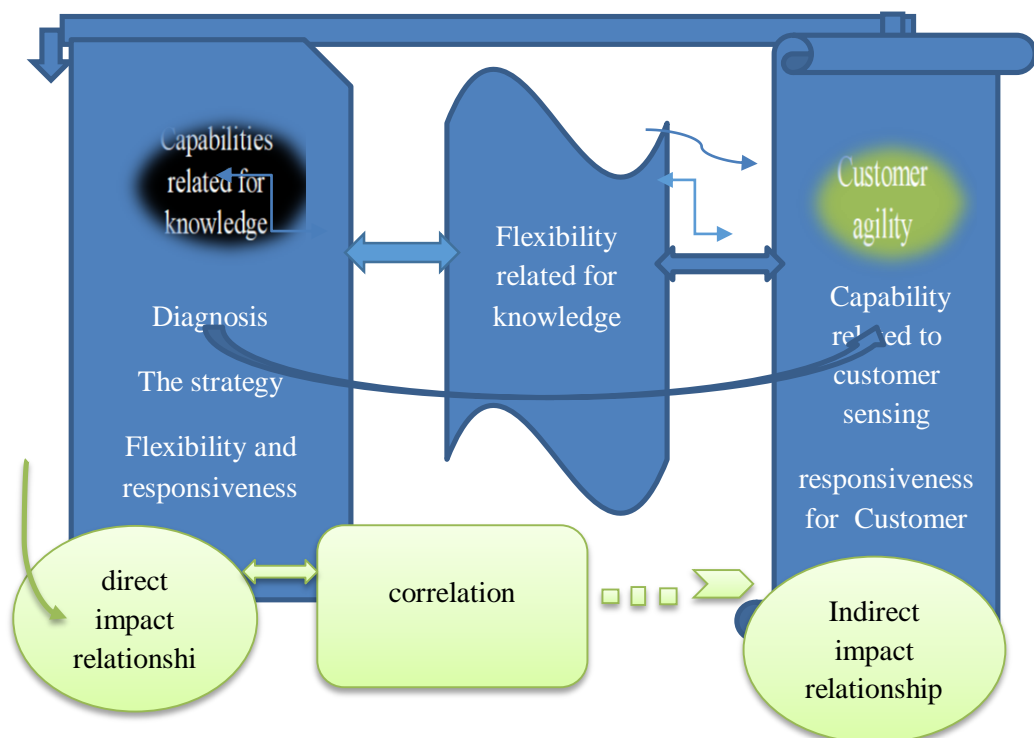 Capabilities
related for
knowledge
Diagnosis
The strategy
Flexibility and
responsiveness
Flexibility
related for
knowledge
Customer
agility
Capability
related to
customer
sensing
responsiveness
for Customer
direct
impact
relationshi
correlation
Indirect
impact
relationship